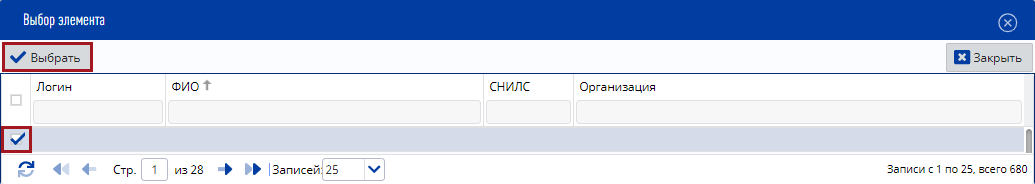 Выбор элемента
Выбрать Закрыть
Логин ФИО СНИЛС Организация
Стр. 1 из 28 Записей: 25 Записи с 1 по 25, всего 680